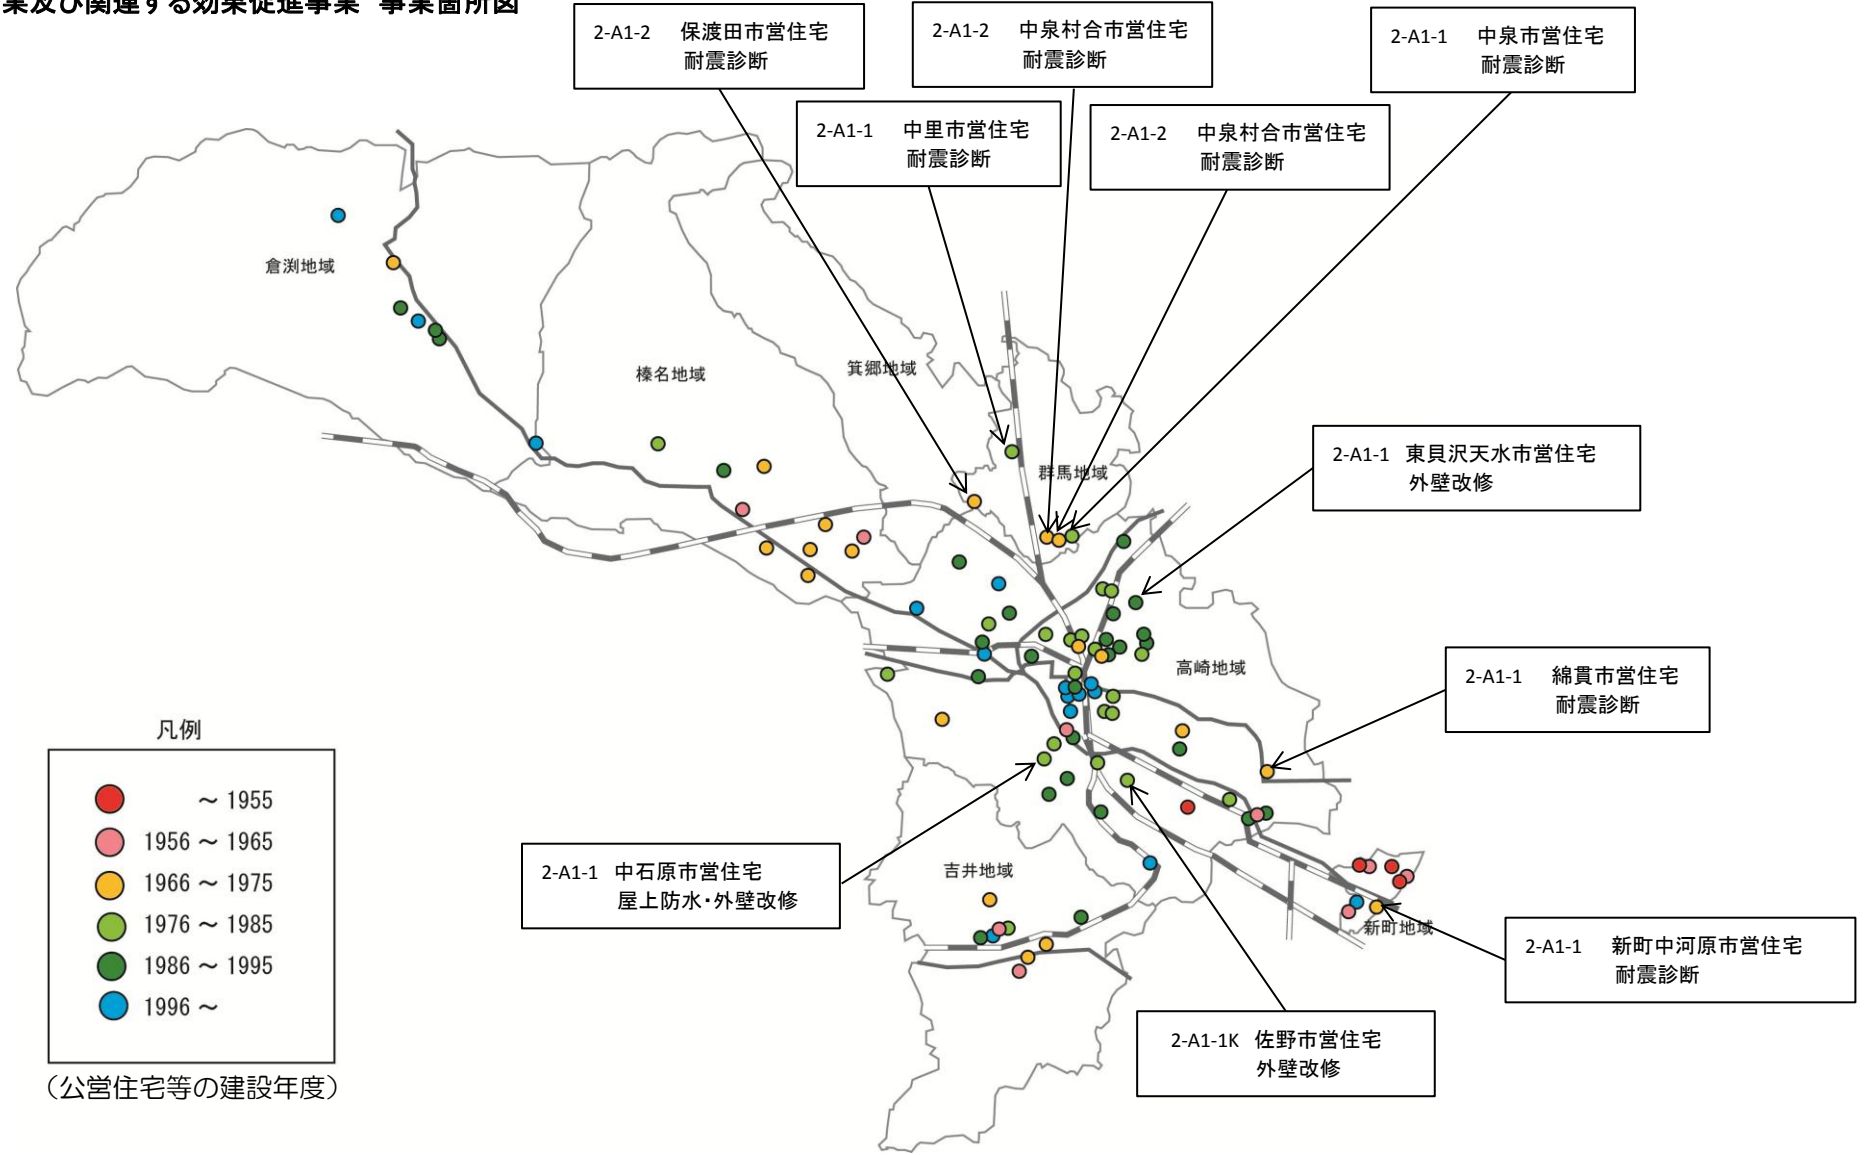 業及び関連する効果促進事業 事業箇所図
2-A1-2 保渡田市営住宅
耐震診断
2-A1-2 中泉村合市営住宅
耐震診断
2-A1-1 中泉市営住宅
耐震診断
2-A1-1 中里市営住宅
耐震診断
2-A1-2 中泉村合市営住宅
耐震診断
倉渕地域
榛名地域
箕郷地域
群馬地域
2-A1-1 東貝沢天水市営住宅
外壁改修
高崎地域
2-A1-1 綿貫市営住宅
耐震診断
凡例
～ 1955
1956 ～ 1965
1966 ～ 1975
1976 ～ 1985
1986 ～ 1995
1996 ～
（公営住宅等の建設年度）
2-A1-1 中石原市営住宅
屋上防水・外壁改修
吉井地域
新町地域
2-A1-1 新町中河原市営住宅
耐震診断
2-A1-1K 佐野市営住宅
外壁改修